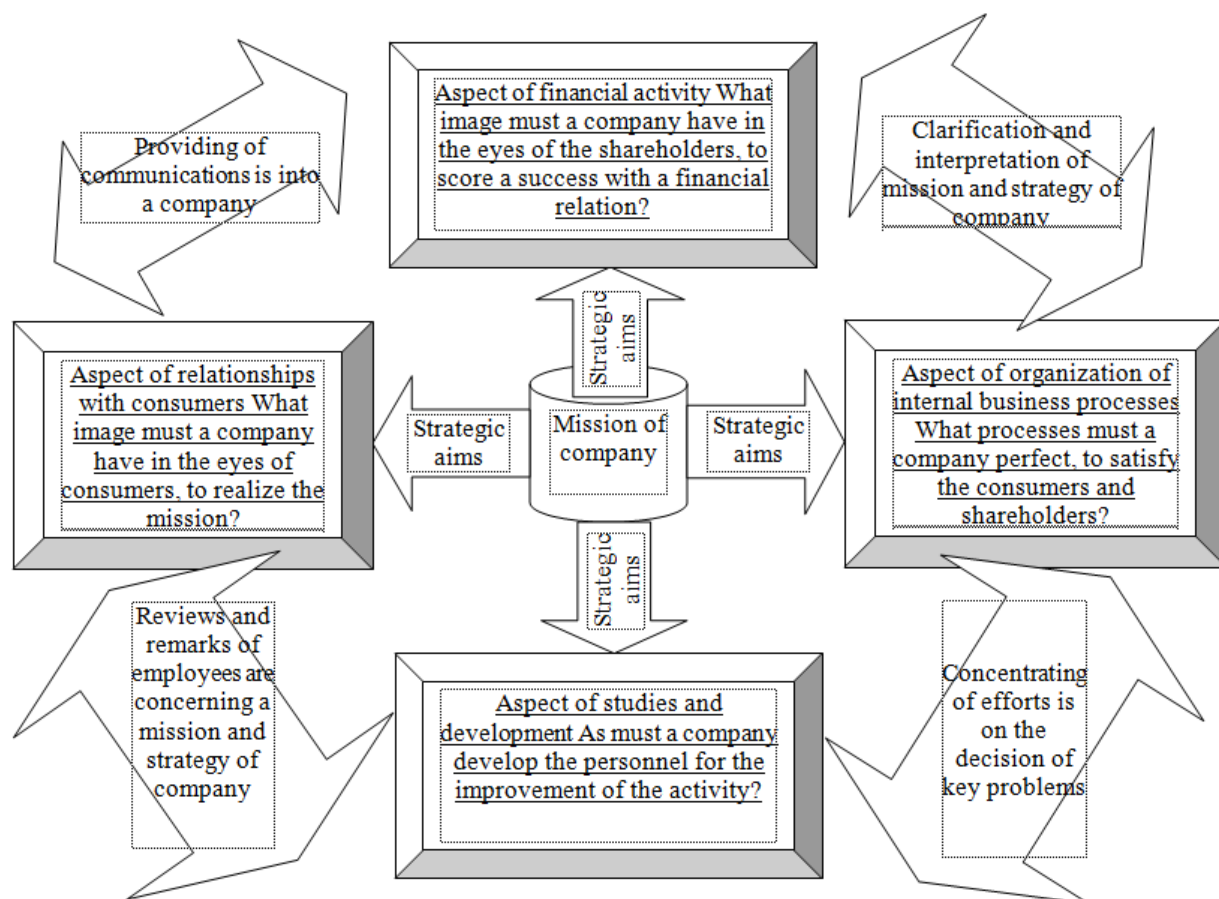 Providing of
communications is into
a company
Aspect of financial activity What
image must a company have in
the eyes of the shareholders, to
score a success with a financial
relation?
Clarification and
interpretation of
mission and strategy of
company
Aspect of relationships
with consumers What
image must a company
have in the eyes of
consumers, to realize the
mission?
Strategic
aims
Strategic
aims
Mission of
company
Strategic
aims
Strategic
aims
Aspect of organization of
internal business processes
What processes must a
company perfect, to satisfy
the consumers and
shareholders?
Reviews and
remarks of
employees are
concerning a
mission and
strategy of
company
Aspect of studies and
development As must a company
develop the personnel for the
improvement of the activity?
Concentrating
of efforts is
on the
decision of
key problems